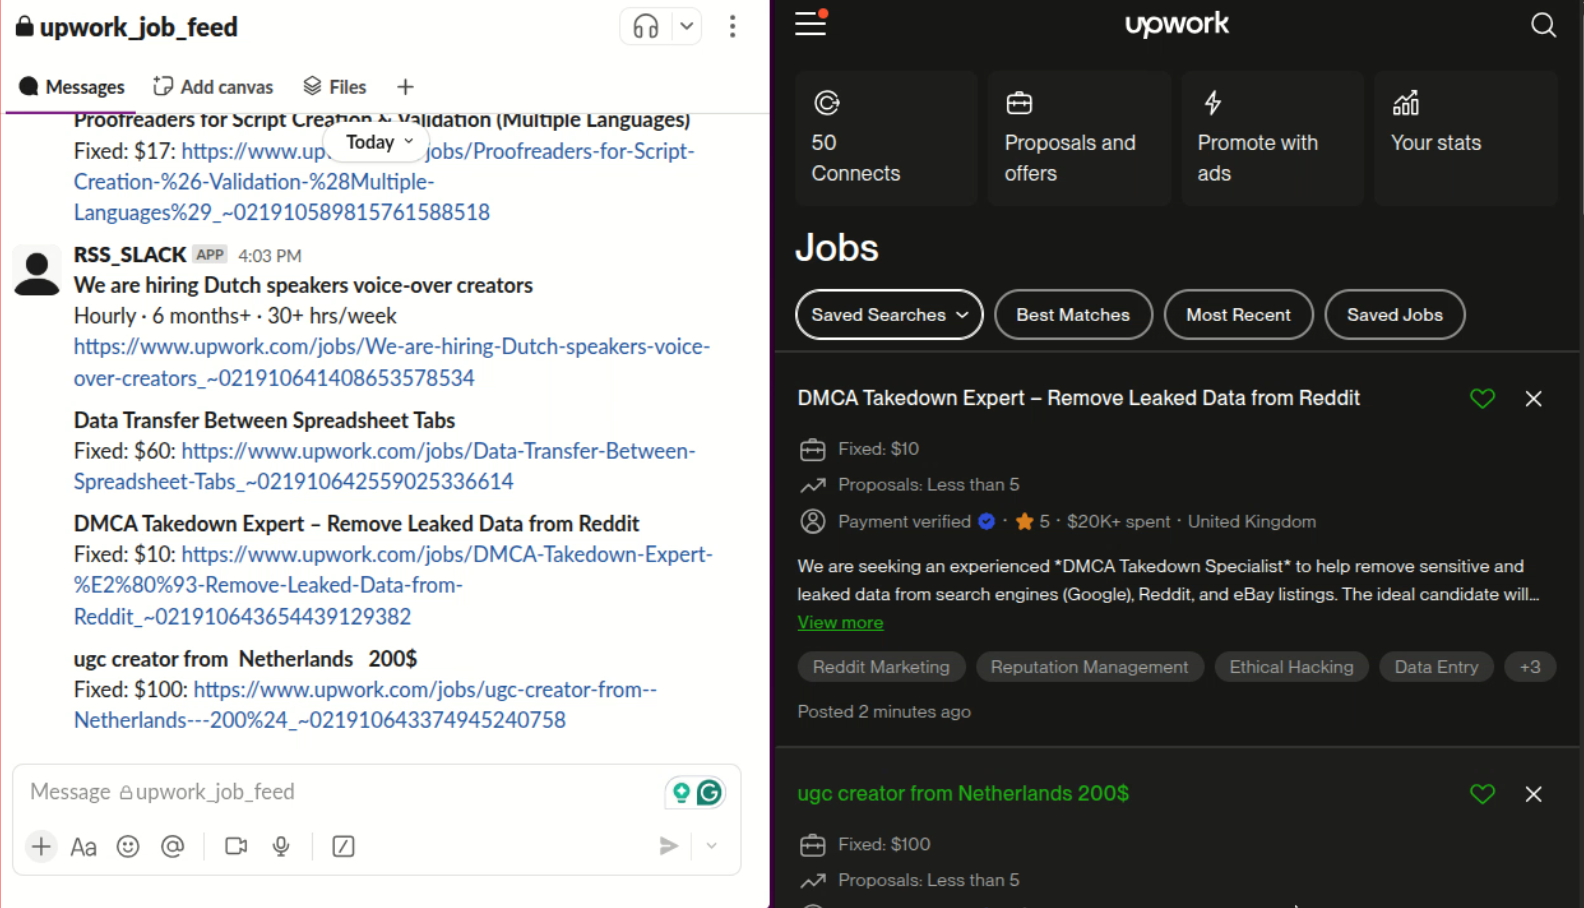 upwork_job_feed
Messages
Add canvas
Files
Proofreaders for Script Creation & Validation (Multiple Languages)
Today
Fixed: $17: https://www.up jobs/Proofreaders-for-Script-
Creation-%26-Validation-%28Multiple-
Languages%29_~021910589815761588518
RSS_SLACK APP 4:03 PM
We are hiring Dutch speakers voice-over creators
Hourly · 6 months+ · 30+ hrs/week
https://www.upwork.com/jobs/We-are-hiring-Dutch-speakers-voice-
over-creators_~021910641408653578534
Data Transfer Between Spreadsheet Tabs
Fixed: $60: https://www.upwork.com/jobs/Data-Transfer-Between-
Spreadsheet-Tabs_~021910642559025336614
DMCA Takedown Expert – Remove Leaked Data from Reddit
Fixed: $10: https://www.upwork.com/jobs/DMCA-Takedown-Expert-
%E2%80%93-Remove-Leaked-Data-from-
Reddit_~021910643654439129382
ugc creator from  Netherlands   200$
Fixed: $100: https://www.upwork.com/jobs/ugc-creator-from--
Netherlands---200%24_~021910643374945240758
Message upwork_job_feed
Aa
upwork
50
Connects
Proposals and
offers
Promote with
ads
Your stats
Jobs
Saved Searches
Best Matches
Most Recent
Saved Jobs
DMCA Takedown Expert – Remove Leaked Data from Reddit
Fixed: $10
Proposals: Less than 5
Payment verified · 5 · $20K+ spent · United Kingdom
We are seeking an experienced *DMCA Takedown Specialist* to help remove sensitive and
leaked data from search engines (Google), Reddit, and eBay listings. The ideal candidate will...
View more
Reddit Marketing
Reputation Management
Ethical Hacking
Data Entry
+3
Posted 2 minutes ago
ugc creator from Netherlands 200$
Fixed: $100
Proposals: Less than 5